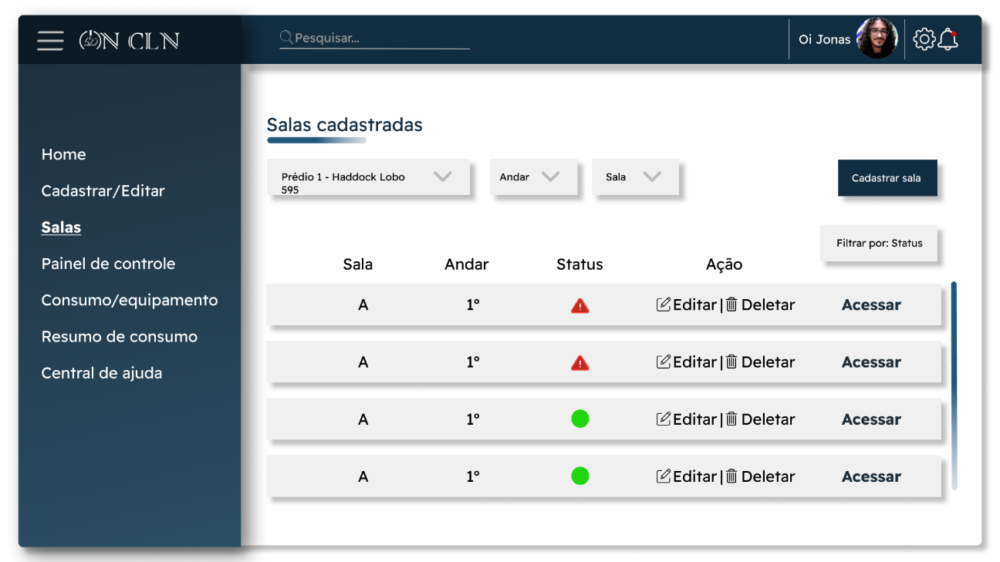 ON CLN
Pesquisar...
Oi Jonas
Home
Cadastrar/Editar
Salas
Painel de controle
Consumo/equipamento
Resumo de consumo
Central de ajuda
Salas cadastradas
Prédio 1 - Haddock Lobo
595
Andar
Sala
Cadastrar sala
Filtrar por: Status
Sala Andar Status Ação
A 1º Editar | Deletar Acessar
A 1º Editar | Deletar Acessar
A 1º Editar | Deletar Acessar
A 1º Editar | Deletar Acessar